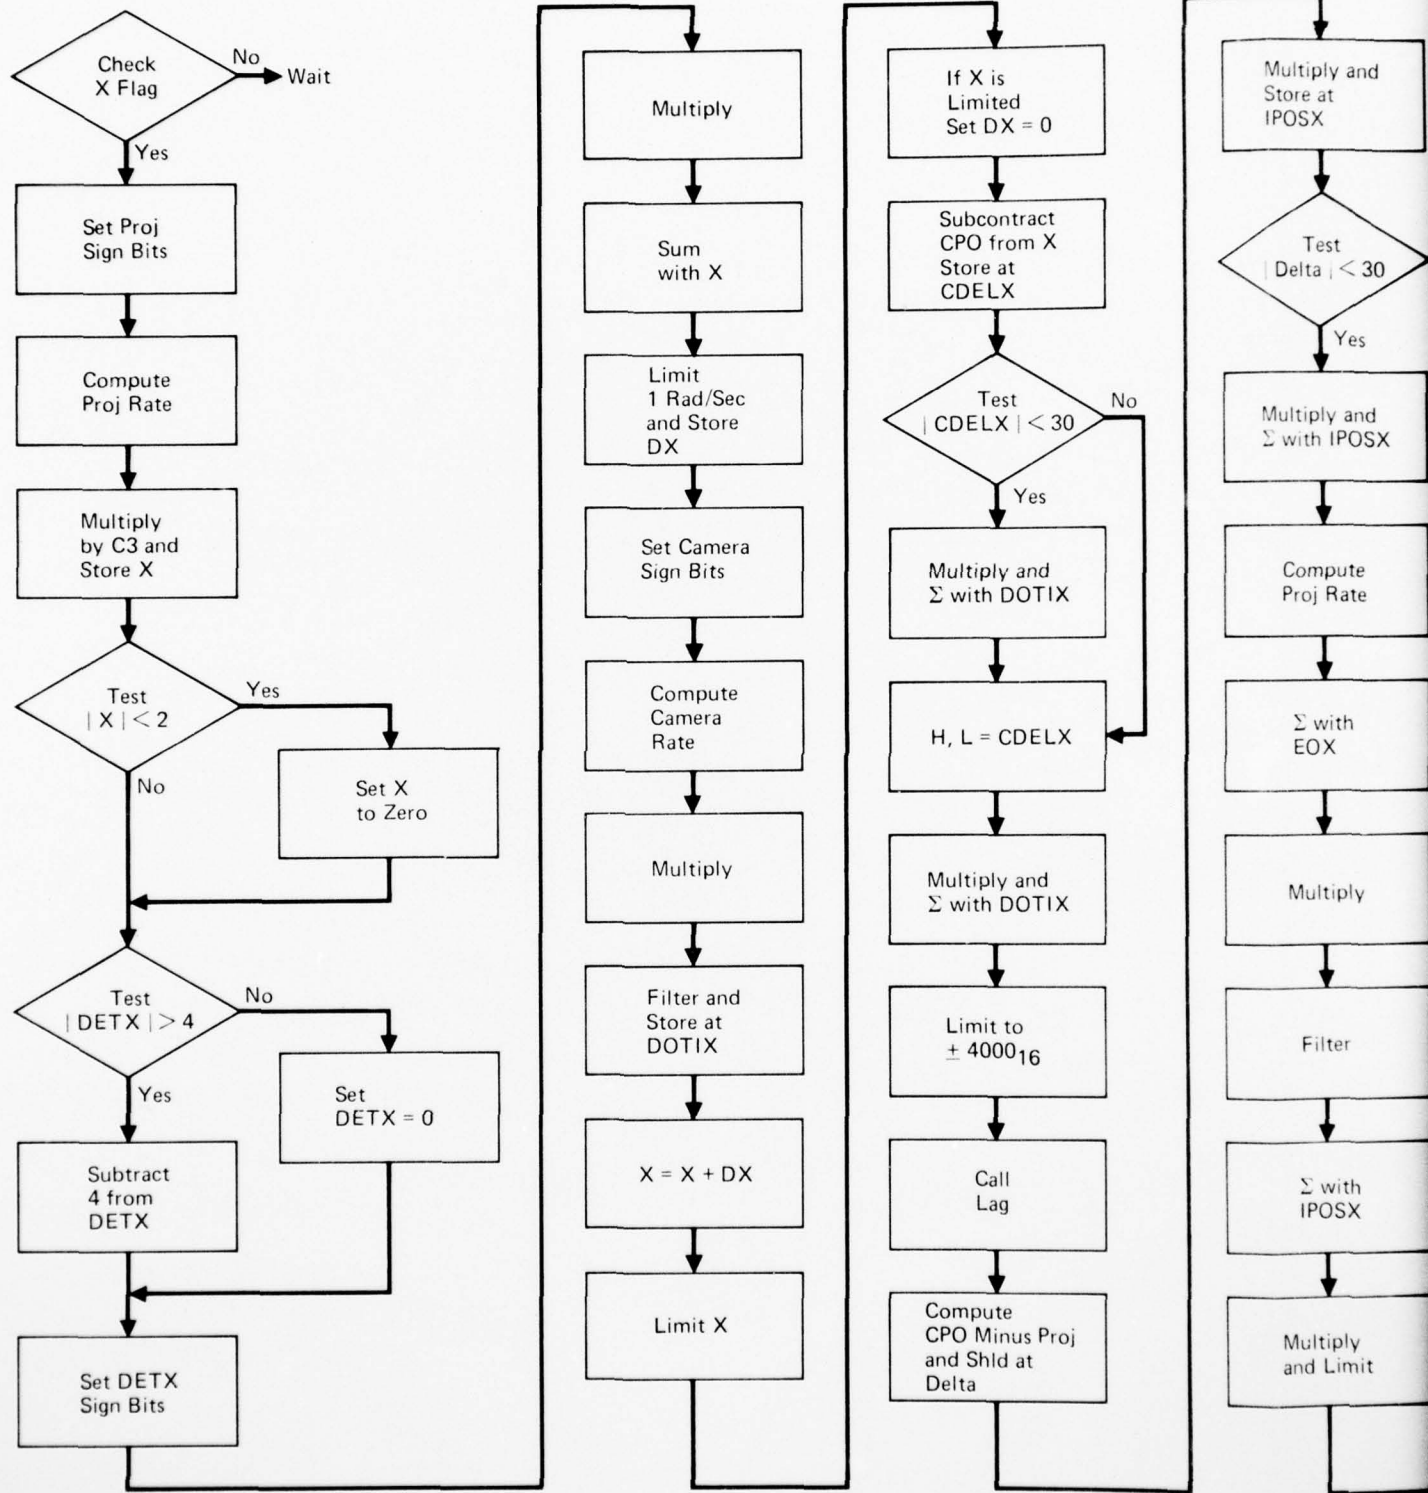 Check
X Flag
No
Wait
Yes
Set Proj
Sign Bits
Compute
Proj Rate
Multiply
by C3 and
Store X
Test
| X | < 2
Yes
No
Set X
to Zero
Test
| DETX | > 4
No
Yes
Set
DETX = 0
Subtract
4 from
DETX
Set DETX
Sign Bits
Multiply
Sum
with X
Limit
1 Rad/Sec
and Store
DX
Set Camera
Sign Bits
Compute
Camera
Rate
Multiply
Filter and
Store at
DOTIX
X = X + DX
Limit X
If X is
Limited
Set DX = 0
Subcontract
CPO from X
Store at
CDELX
Test
| CDELX | < 30
No
Yes
Multiply and
Σ with DOTIX
H, L = CDELX
Multiply and
Σ with DOTIX
Limit to
± 4000₁₆
Call
Lag
Compute
CPO Minus Proj
and Shld at
Delta
Multiply and
Store at
IPOSX
Test
| Delta | < 30
Yes
Multiply and
Σ with IPOSX
Compute
Proj Rate
Σ with
EOX
Multiply
Filter
Σ with
IPOSX
Multiply
and Limit